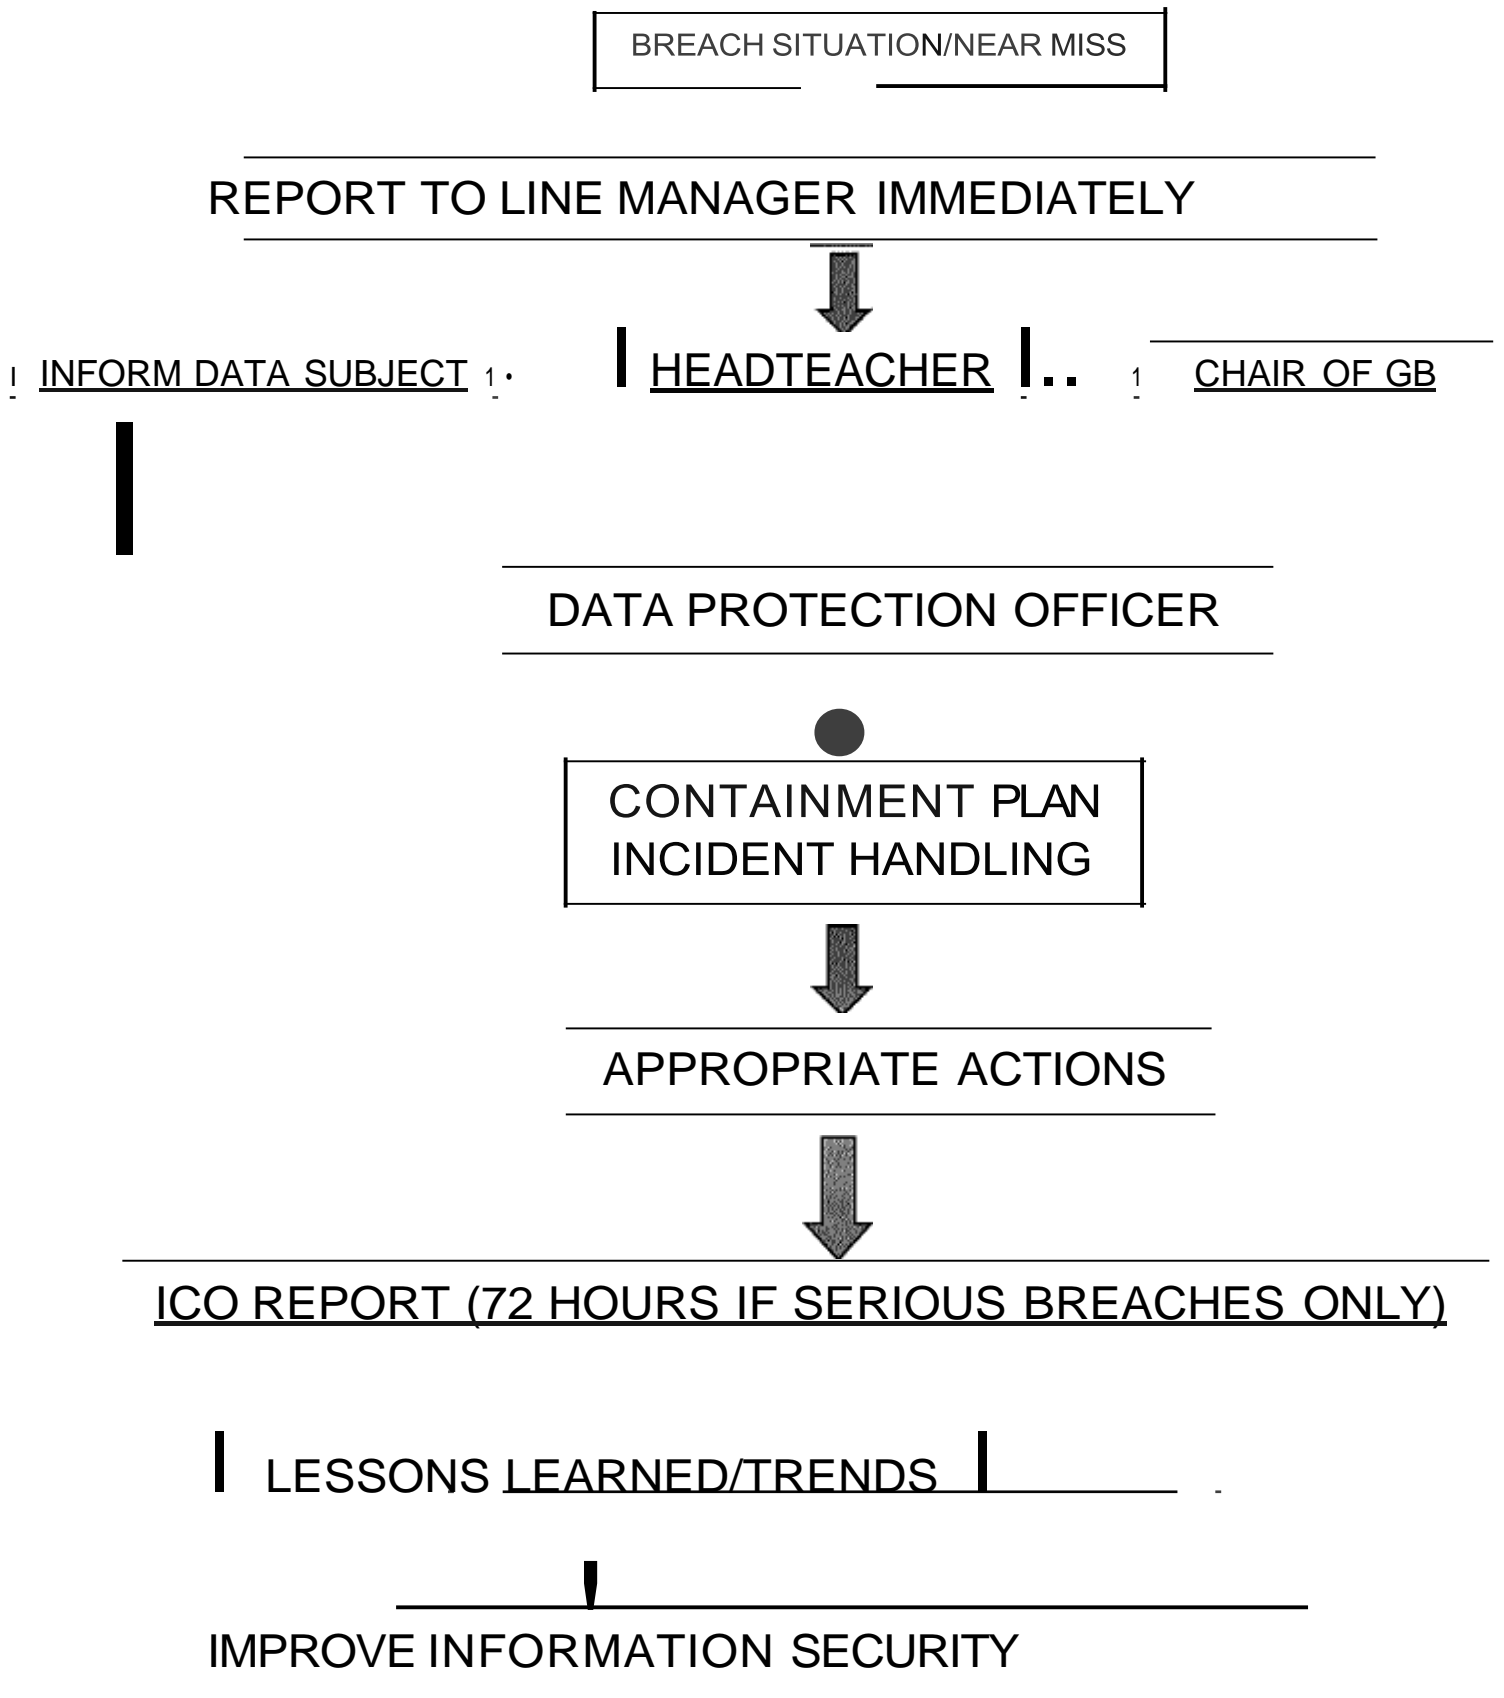 BREACH SITUATION/NEAR MISS
REPORT TO LINE MANAGER IMMEDIATELY
I INFORM DATA SUBJECT 1• HEADTEACHER .. 1 CHAIR OF GB
DATA PROTECTION OFFICER
CONTAINMENT PLAN
INCIDENT HANDLING
APPROPRIATE ACTIONS
ICO REPORT (72 HOURS IF SERIOUS BREACHES ONLY)
LESSONS LEARNED/TRENDS
IMPROVE INFORMATION SECURITY